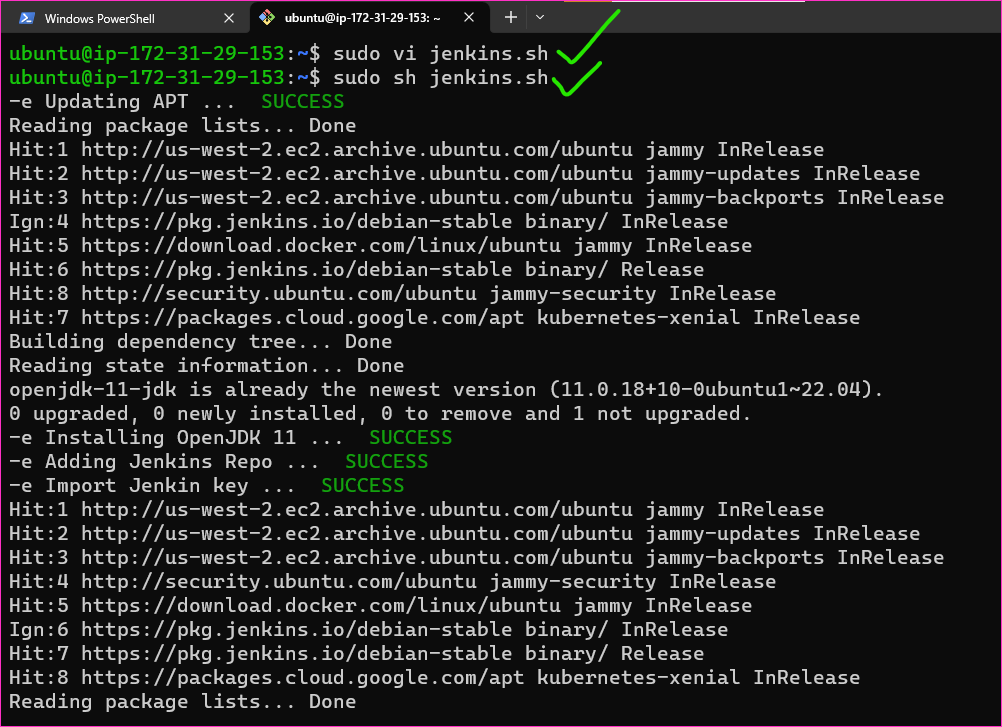 Windows PowerShell
ubuntu@ip-172-31-29-153: ~
ubuntu@ip-172-31-29-153:~$ sudo vi jenkins.sh
ubuntu@ip-172-31-29-153:~$ sudo sh jenkins.sh
-e Updating APT ...  SUCCESS
Reading package lists... Done
Hit:1 http://us-west-2.ec2.archive.ubuntu.com/ubuntu jammy InRelease
Hit:2 http://us-west-2.ec2.archive.ubuntu.com/ubuntu jammy-updates InRelease
Hit:3 http://us-west-2.ec2.archive.ubuntu.com/ubuntu jammy-backports InRelease
Ign:4 https://pkg.jenkins.io/debian-stable binary/ InRelease
Hit:5 https://download.docker.com/linux/ubuntu jammy InRelease
Hit:6 https://pkg.jenkins.io/debian-stable binary/ Release
Hit:8 http://security.ubuntu.com/ubuntu jammy-security InRelease
Hit:7 https://packages.cloud.google.com/apt kubernetes-xenial InRelease
Building dependency tree... Done
Reading state information... Done
openjdk-11-jdk is already the newest version (11.0.18+10-0ubuntu1~22.04).
0 upgraded, 0 newly installed, 0 to remove and 1 not upgraded.
-e Installing OpenJDK 11 ...  SUCCESS
-e Adding Jenkins Repo ...  SUCCESS
-e Import Jenkin key ...  SUCCESS
Hit:1 http://us-west-2.ec2.archive.ubuntu.com/ubuntu jammy InRelease
Hit:2 http://us-west-2.ec2.archive.ubuntu.com/ubuntu jammy-updates InRelease
Hit:3 http://us-west-2.ec2.archive.ubuntu.com/ubuntu jammy-backports InRelease
Hit:4 http://security.ubuntu.com/ubuntu jammy-security InRelease
Hit:5 https://download.docker.com/linux/ubuntu jammy InRelease
Ign:6 https://pkg.jenkins.io/debian-stable binary/ InRelease
Hit:7 https://pkg.jenkins.io/debian-stable binary/ Release
Hit:8 https://packages.cloud.google.com/apt kubernetes-xenial InRelease
Reading package lists... Done